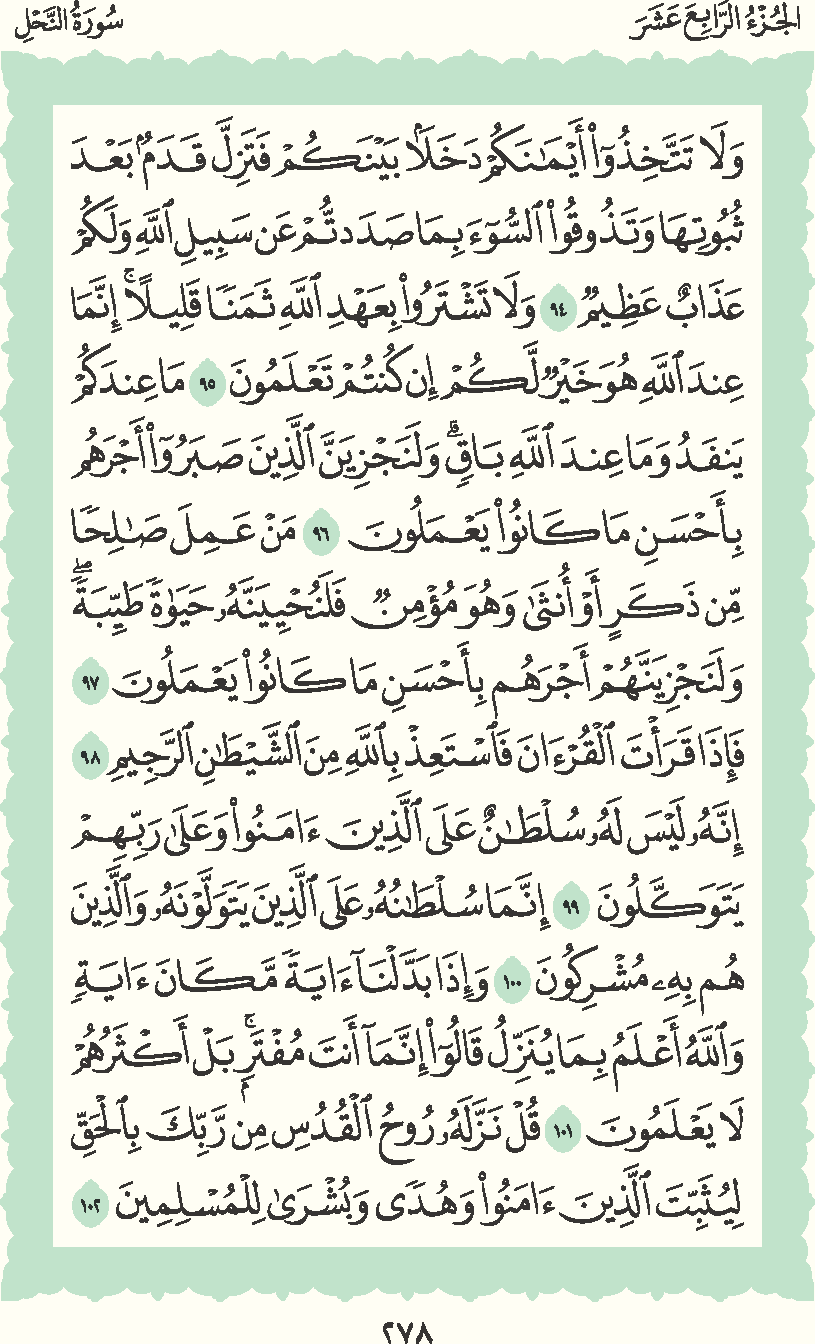 الجُزْءُ الرَّابِعَ عَشَرَ
سُورَةُ النَّحْلِ
وَلَا تَتَّخِذُوٓا۟ أَيْمَـٰنَكُمْ دَخَلًۢا بَيْنَكُمْ فَتَزِلَّ قَدَمٌۢ بَعْدَ
ثُبُوتِهَا وَتَذُوقُوا۟ ٱلسُّوٓءَ بِمَا صَدَدتُّمْ عَن سَبِيلِ ٱللَّهِ وَلَكُمْ
عَذَابٌ عَظِيمٌ ٩٤ وَلَا تَشْتَرُوا۟ بِعَهْدِ ٱللَّهِ ثَمَنًا قَلِيلًا ۚ إِنَّمَا
عِندَ ٱللَّهِ هُوَ خَيْرٌ لَّكُمْ إِن كُنتُمْ تَعْلَمُونَ ٩٥ مَا عِندَكُمْ
يَنفَدُ وَمَا عِندَ ٱللَّهِ بَاقٍ ۗ وَلَنَجْزِيَنَّ ٱلَّذِينَ صَبَرُوٓا۟ أَجْرَهُم
بِأَحْسَنِ مَا كَانُوا۟ يَعْمَلُونَ ٩٦ مَنْ عَمِلَ صَـٰلِحًا
مِّن ذَكَرٍ أَوْ أُنثَىٰ وَهُوَ مُؤْمِنٌ فَلَنُحْيِيَنَّهُۥ حَيَوٰةً طَيِّبَةً ۖ
وَلَنَجْزِيَنَّهُمْ أَجْرَهُم بِأَحْسَنِ مَا كَانُوا۟ يَعْمَلُونَ ٩٧
فَإِذَا قَرَأْتَ ٱلْقُرْءَانَ فَٱسْتَعِذْ بِٱللَّهِ مِنَ ٱلشَّيْطَـٰنِ ٱلرَّجِيمِ ٩٨
إِنَّهُۥ لَيْسَ لَهُۥ سُلْطَـٰنٌ عَلَى ٱلَّذِينَ ءَامَنُوا۟ وَعَلَىٰ رَبِّهِمْ
يَتَوَكَّلُونَ ٩٩ إِنَّمَا سُلْطَـٰنُهُۥ عَلَى ٱلَّذِينَ يَتَوَلَّوْنَهُۥ وَٱلَّذِينَ
هُم بِهِۦ مُشْرِكُونَ ١٠٠ وَإِذَا بَدَّلْنَآ ءَايَةً مَّكَانَ ءَايَةٍ
وَٱللَّهُ أَعْلَمُ بِمَا يُنَزِّلُ قَالُوٓا۟ إِنَّمَآ أَنتَ مُفْتَرٍۭ ۚ بَلْ أَكْثَرُهُمْ
لَا يَعْلَمُونَ ١٠١ قُلْ نَزَّلَهُۥ رُوحُ ٱلْقُدُسِ مِن رَّبِّكَ بِٱلْحَقِّ
لِيُثَبِّتَ ٱلَّذِينَ ءَامَنُوا۟ وَهُدًى وَبُشْرَىٰ لِلْمُسْلِمِينَ ١٠٢
٢٧٨